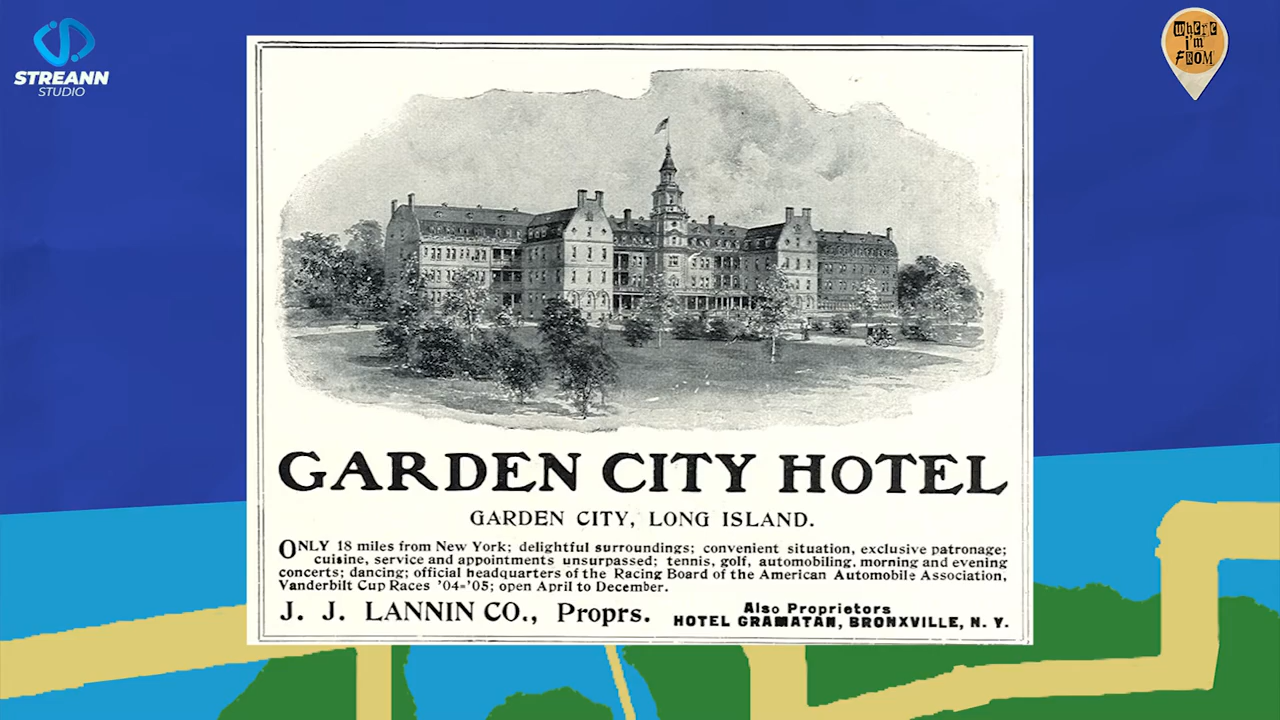 STREANN
STUDIO
where
i'm
FROM
GARDEN CITY HOTEL
GARDEN CITY, LONG ISLAND.
ONLY 18 miles from New York; delightful surroundings; convenient situation, exclusive patronage;
cuisine, service and appointments unsurpassed; tennis, golf, automobiling, morning and evening
concerts; dancing; official headquarters of the Racing Board of the American Automobile Association,
Vanderbilt Cup Races '04-'05; open April to December.
J. J. LANNIN CO., Proprs.
Also Proprietors
HOTEL GRAMATAN, BRONXVILLE, N. Y.